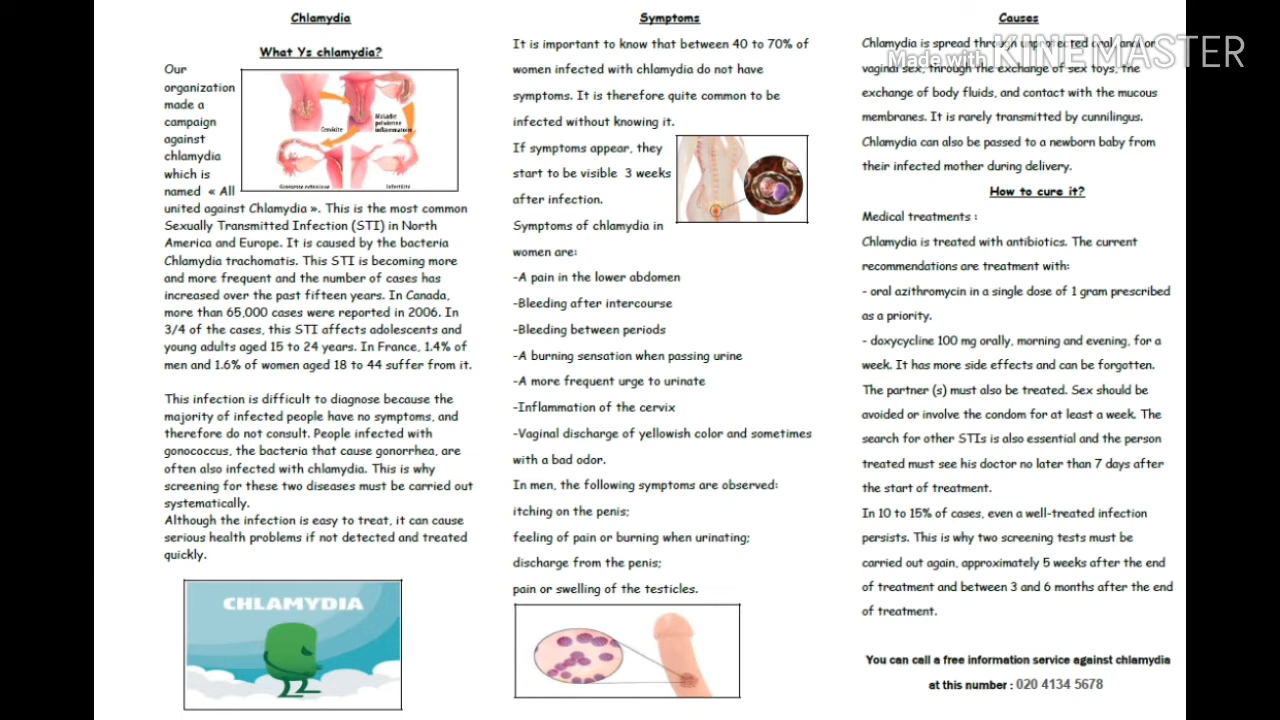 Chlamydia
What Ys chlamydia?
Our
organization
made a
campaign
against
chlamydia
which is
named « All
united against Chlamydia ». This is the most common
Sexually Transmitted Infection (STI) in North
America and Europe. It is caused by the bacteria
Chlamydia trachomatis. This STI is becoming more
and more frequent and the number of cases has
increased over the past fifteen years. In Canada,
more than 65,000 cases were reported in 2006. In
3/4 of the cases, this STI affects adolescents and
young adults aged 15 to 24 years. In France, 1.4% of
men and 1.6% of women aged 18 to 44 suffer from it.
This infection is difficult to diagnose because the
majority of infected people have no symptoms, and
therefore do not consult. People infected with
gonococcus, the bacteria that cause gonorrhea, are
often also infected with chlamydia. This is why
screening for these two diseases must be carried out
systematically.
Although the infection is easy to treat, it can cause
serious health problems if not detected and treated
quickly.
Cervicite
Maladie
pelvienne
inflammatoire
Grossesse ectopique
Infertilité
CHLAMYDIA
Symptoms
It is important to know that between 40 to 70% of
women infected with chlamydia do not have
symptoms. It is therefore quite common to be
infected without knowing it.
If symptoms appear, they
start to be visible 3 weeks
after infection.
Symptoms of chlamydia in
women are:
-A pain in the lower abdomen
-Bleeding after intercourse
-Bleeding between periods
-A burning sensation when passing urine
-A more frequent urge to urinate
-Inflammation of the cervix
-Vaginal discharge of yellowish color and sometimes
with a bad odor.
In men, the following symptoms are observed:
itching on the penis;
feeling of pain or burning when urinating;
discharge from the penis;
pain or swelling of the testicles.
Causes
Chlamydia is spread through unprotected oral, and/or
vaginal sex, through the exchange of sex toys, the
exchange of body fluids, and contact with the mucous
membranes. It is rarely transmitted by cunnilingus.
Chlamydia can also be passed to a newborn baby from
their infected mother during delivery.
How to cure it?
Medical treatments :
Chlamydia is treated with antibiotics. The current
recommendations are treatment with:
- oral azithromycin in a single dose of 1 gram prescribed
as a priority.
- doxycycline 100 mg orally, morning and evening, for a
week. It has more side effects and can be forgotten.
The partner (s) must also be treated. Sex should be
avoided or involve the condom for at least a week. The
search for other STIs is also essential and the person
treated must see his doctor no later than 7 days after
the start of treatment.
In 10 to 15% of cases, even a well-treated infection
persists. This is why two screening tests must be
carried out again, approximately 5 weeks after the end
of treatment and between 3 and 6 months after the end
of treatment.
You can call a free information service against chlamydia
at this number : 020 4134 5678
Made with KINEMASTER